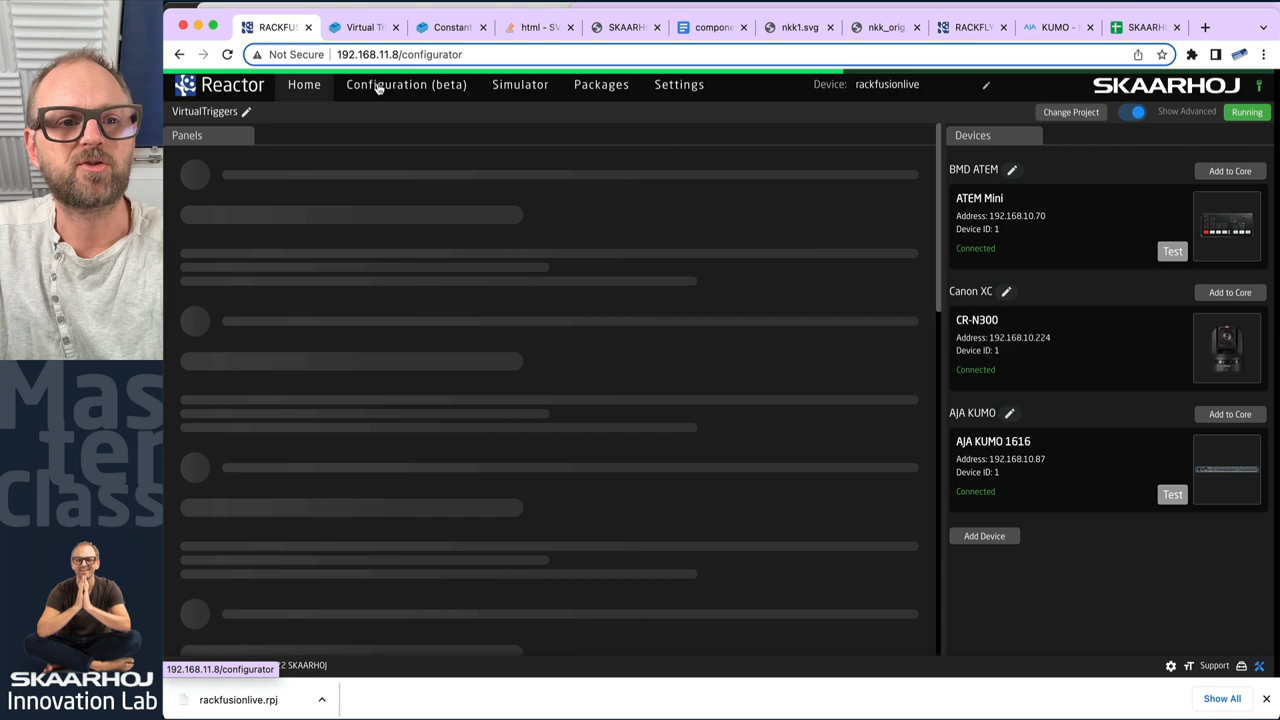 RACKFUS
Virtual Tr
Constant
html - SV
SKAARH
compone
nkk1.svg
nkk_orig
RACKFLY
KUMO -
SKAARH
Not Secure
192.168.11.8/configurator
Reactor
Home
Configuration (beta)
Simulator
Packages
Settings
Device: rackfusionlive
SKAARHOJ
VirtualTriggers
Change Project
Show Advanced
Running
Panels
Devices
BMD ATEM
Add to Core
ATEM Mini
Address: 192.168.10.70
Device ID: 1
Connected
Test
Canon XC
Add to Core
CR-N300
Address: 192.168.10.224
Device ID: 1
Connected
AJA KUMO
Add to Core
AJA KUMO 1616
Address: 192.168.10.87
Device ID: 1
Connected
Test
Add Device
Mas
ter
Class
SKAARHOJ
Innovation Lab
192.168.11.8/configurator
2 SKAARHOJ
Support
rackfusionlive.rpj
Show All